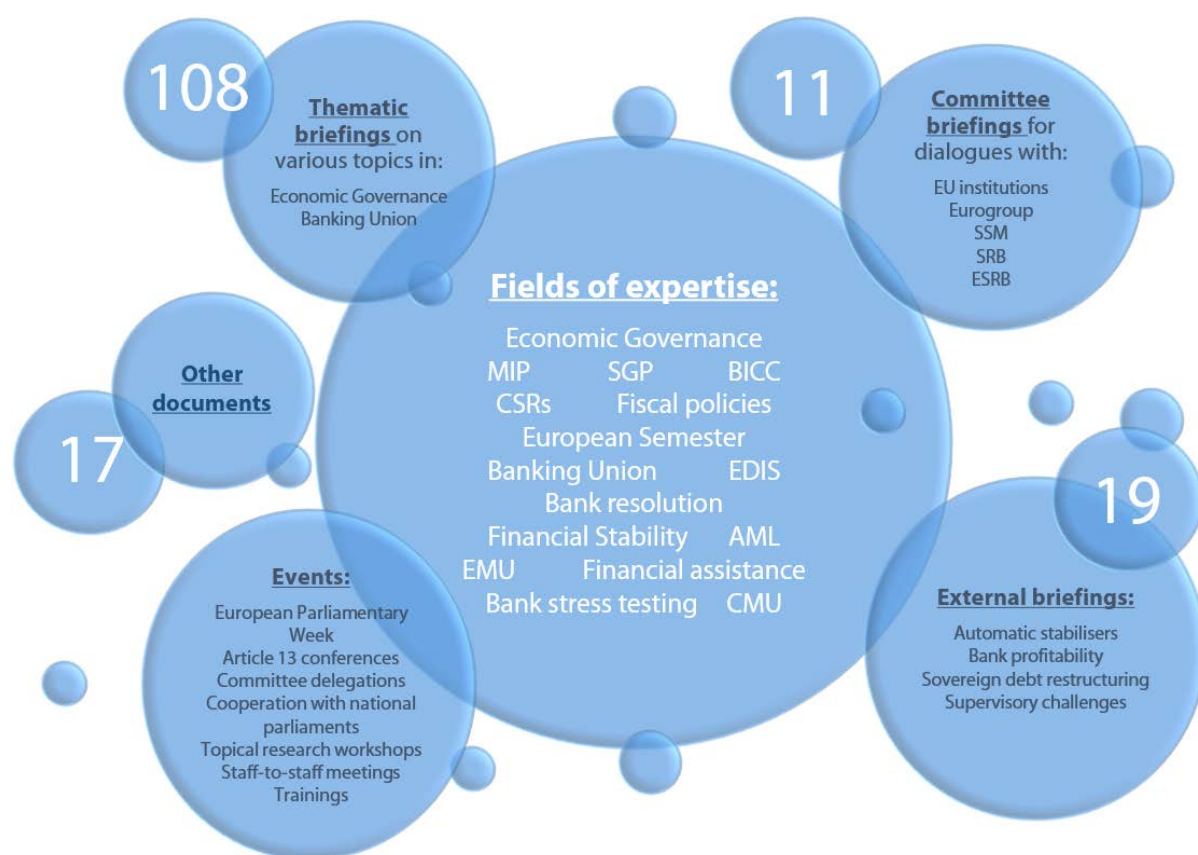 108
Thematic
briefings on
various topics in:
Economic Governance
Banking Union
11
Committee
briefings for
dialogues with:
EU institutions
Eurogroup
SSM
SRB
ESRB
Fields of expertise:
Economic Governance
MIP SGP BICC
CSRs Fiscal policies
European Semester
Banking Union EDIS
Bank resolution
Financial Stability AML
EMU Financial assistance
Bank stress testing CMU
Other
documents
17
19
External briefings:
Automatic stabilisers
Bank profitability
Sovereign debt restructuring
Supervisory challenges
Events:
European Parliamentary
Week
Article 13 conferences
Committee delegations
Cooperation with national
parliaments
Topical research workshops
Staff-to-staff meetings
Trainings